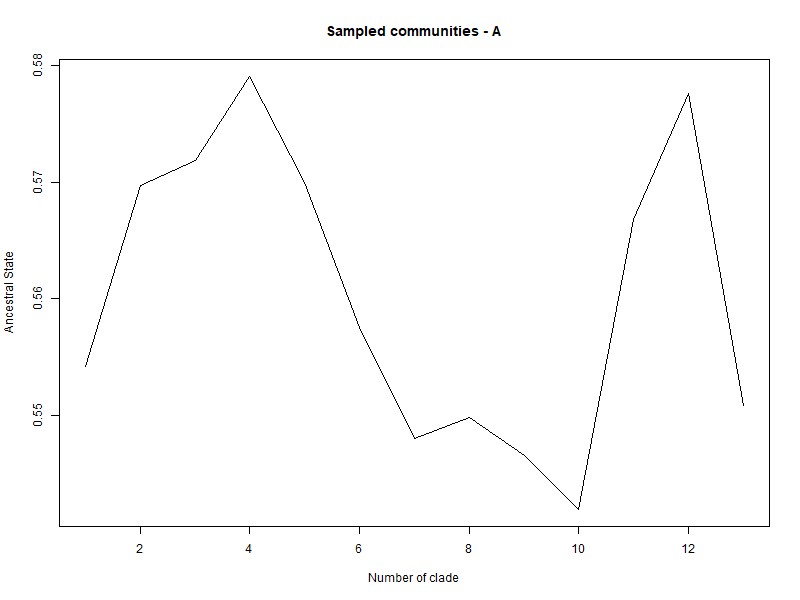 Sampled communities - A
0.58
0.57
0.56
0.55
Ancestral State
2 4 6 8 10 12
Number of clade